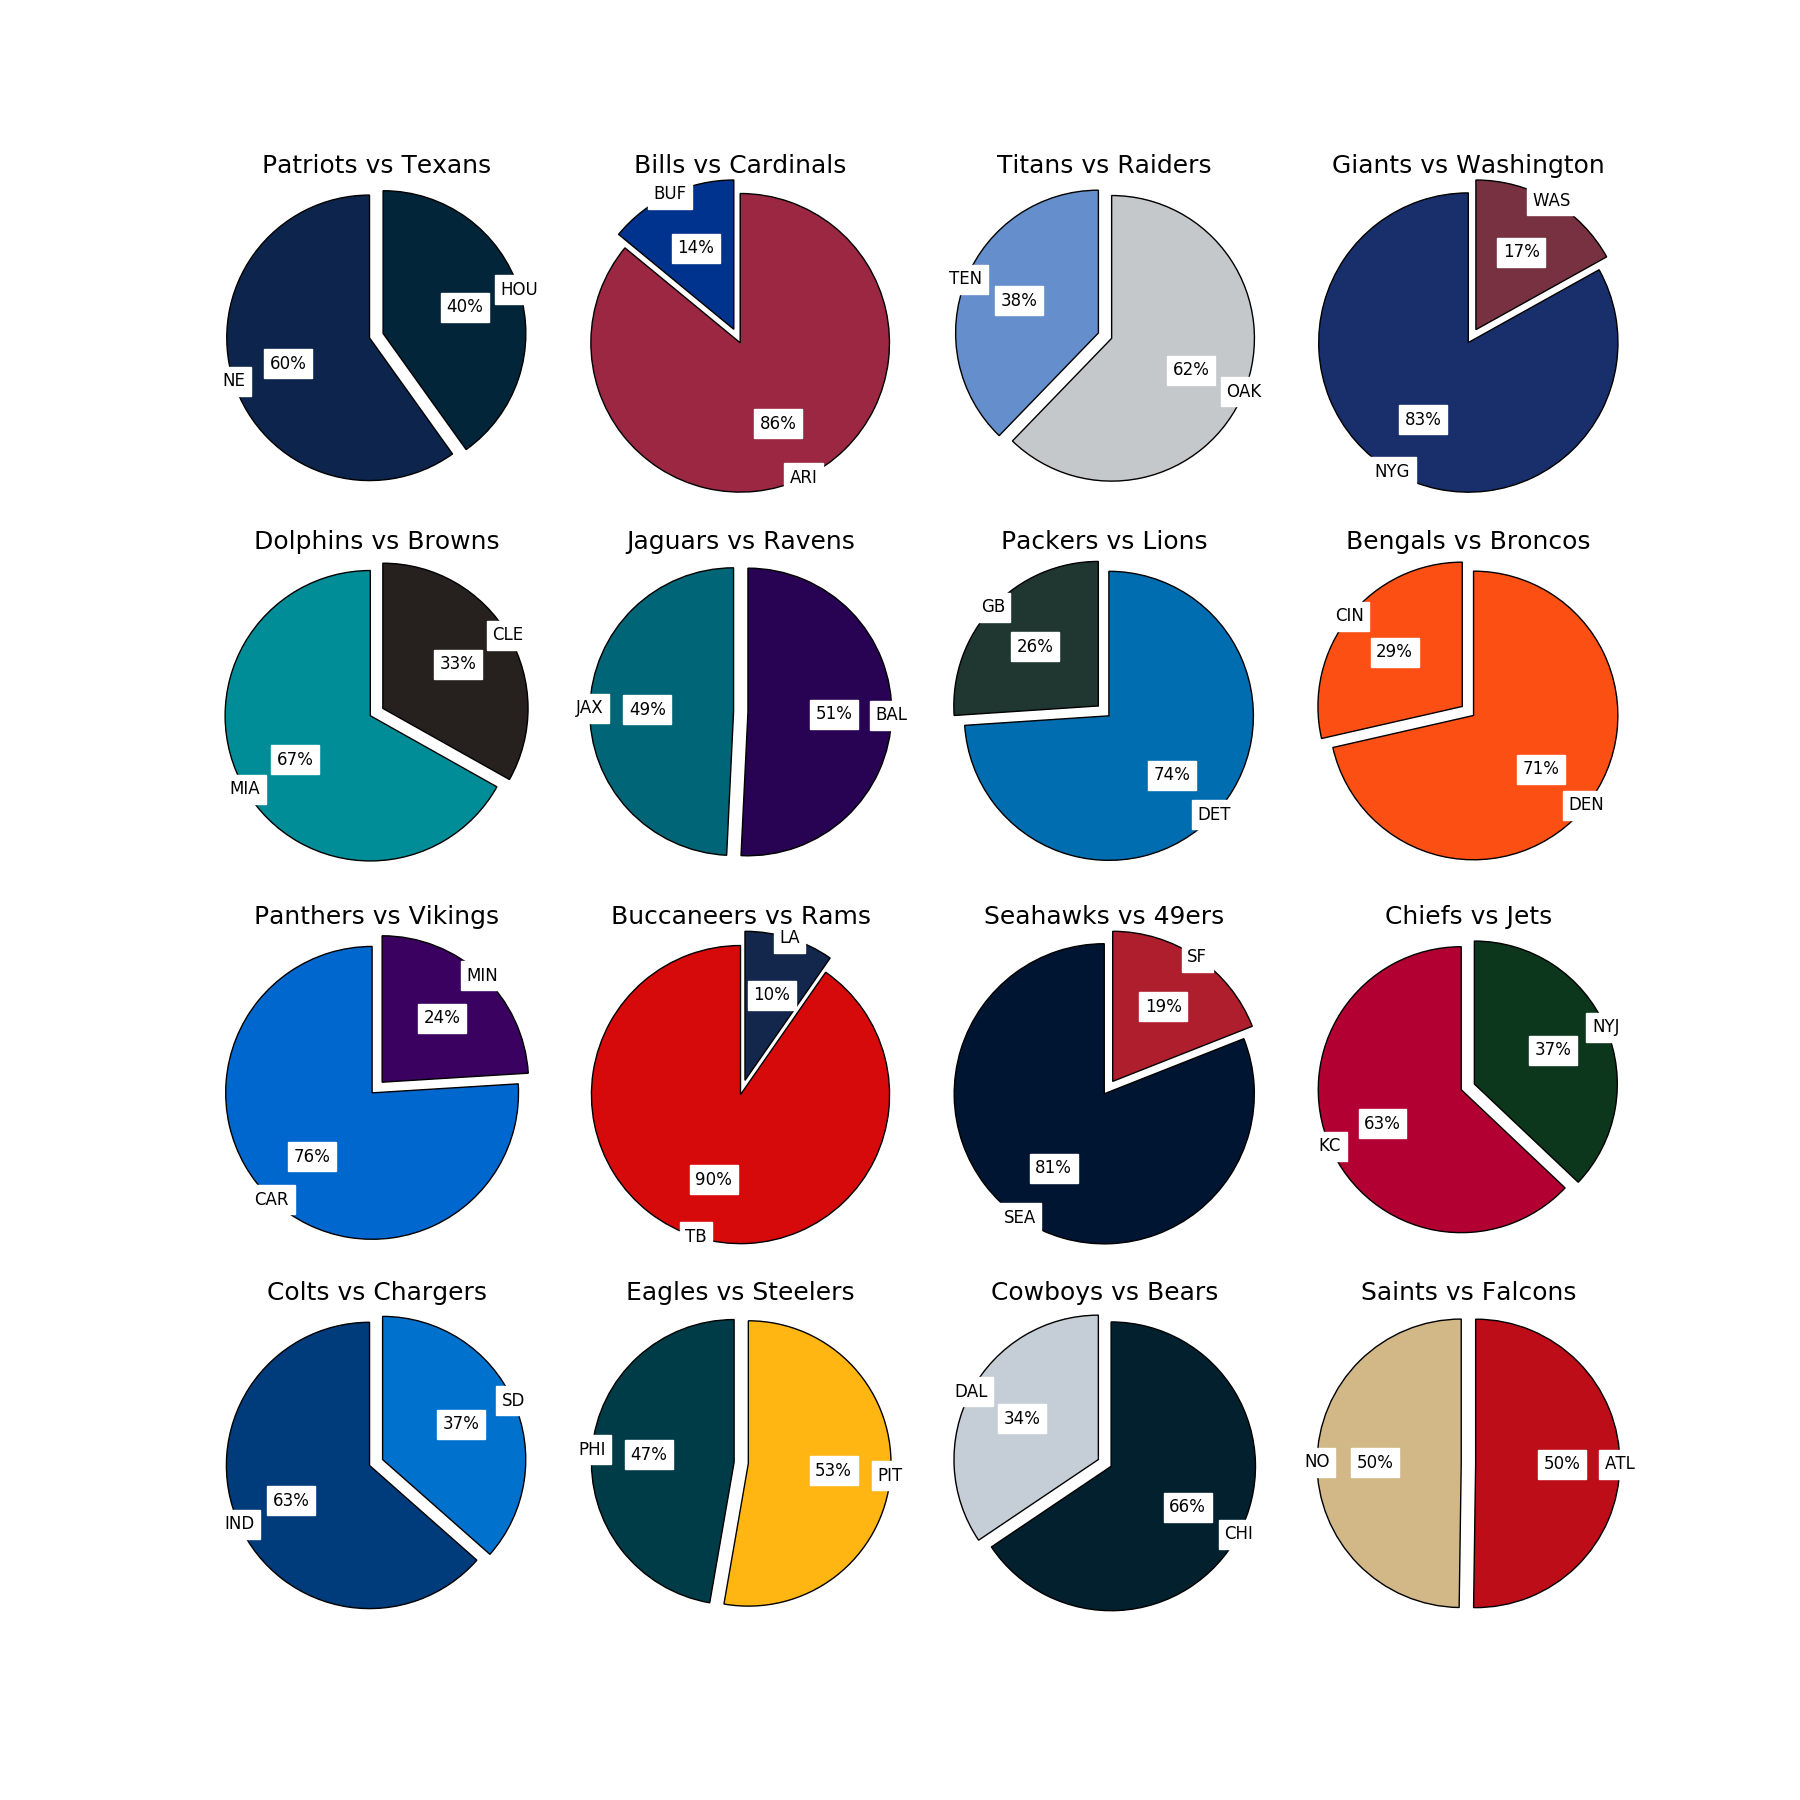 Patriots vs Texans
HOU
40%
60%
NE
Bills vs Cardinals
BUF
14%
86%
ARI
Titans vs Raiders
TEN
38%
62%
OAK
Giants vs Washington
WAS
17%
83%
NYG
Dolphins vs Browns
CLE
33%
67%
MIA
Jaguars vs Ravens
JAX
49%
51%
BAL
Packers vs Lions
GB
26%
74%
DET
Bengals vs Broncos
CIN
29%
71%
DEN
Panthers vs Vikings
MIN
24%
76%
CAR
Buccaneers vs Rams
LA
10%
90%
TB
Seahawks vs 49ers
SF
19%
81%
SEA
Chiefs vs Jets
NYJ
37%
63%
KC
Colts vs Chargers
SD
37%
63%
IND
Eagles vs Steelers
PHI
47%
53%
PIT
Cowboys vs Bears
DAL
34%
66%
CHI
Saints vs Falcons
NO
50%
50%
ATL